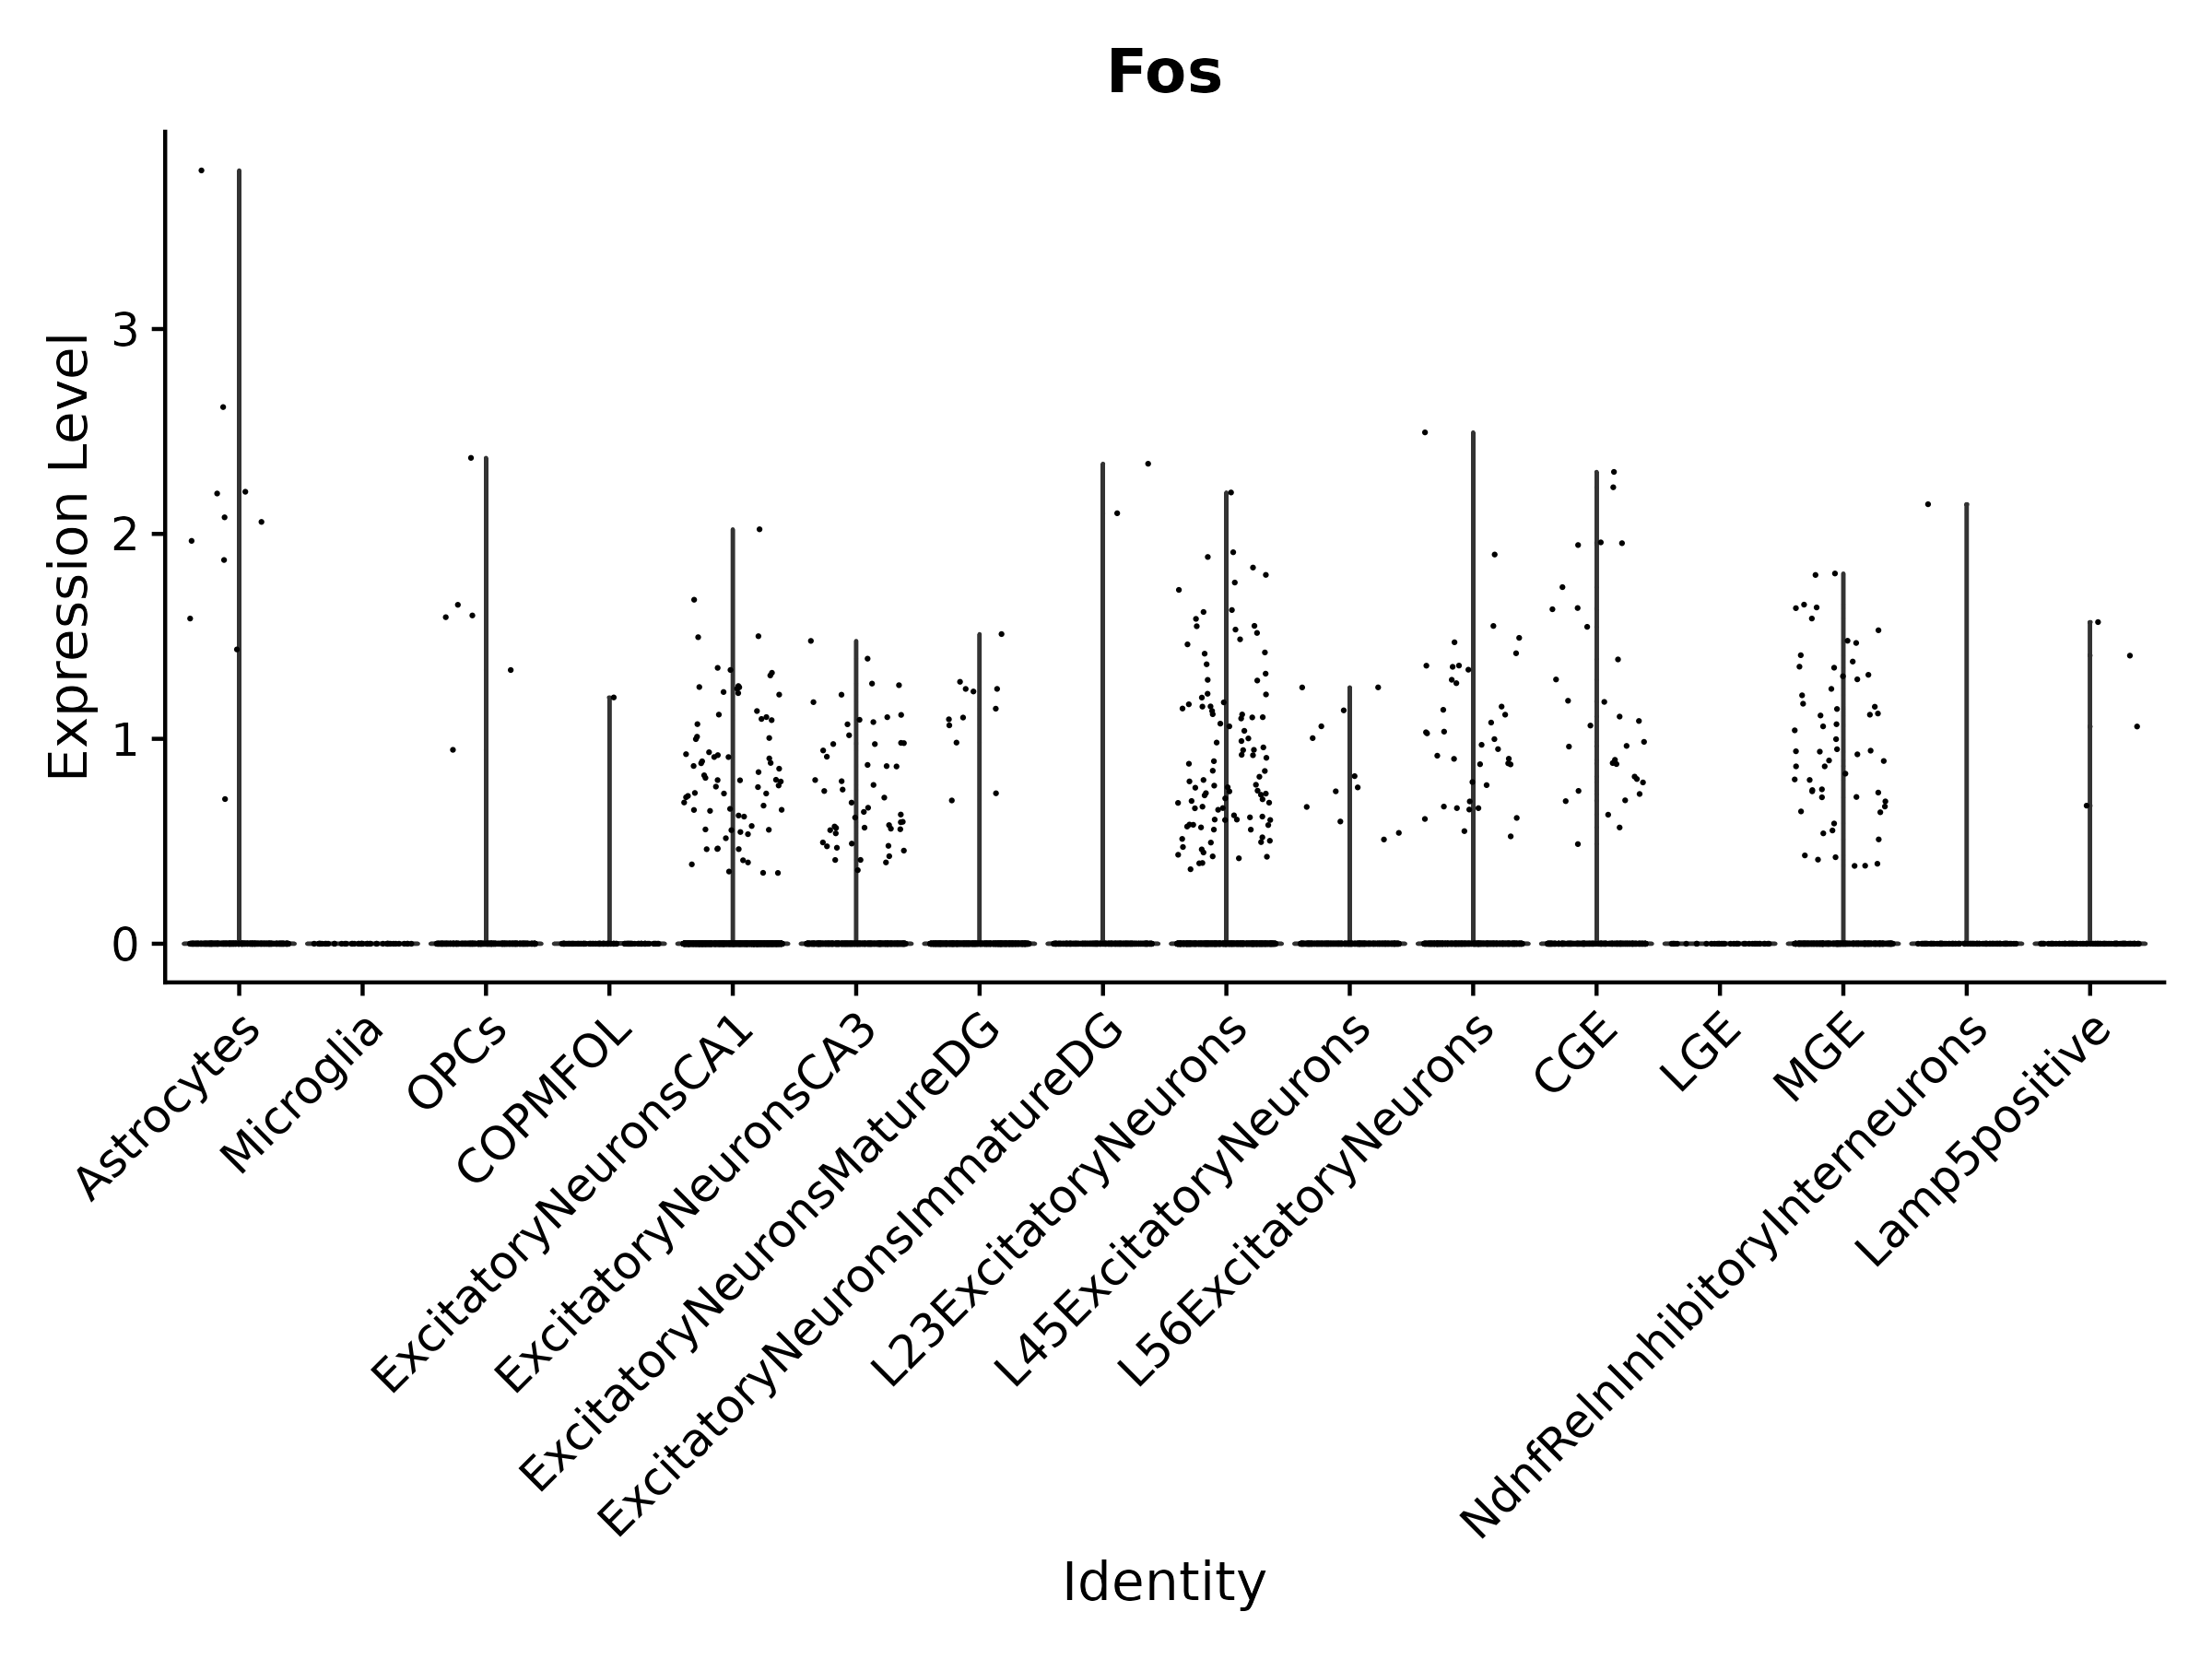 Fos
Expression Level
3
2
1
0
Astrocytes
Microglia
OPCs
COPMFOL
ExcitatoryNeuronsCA1
ExcitatoryNeuronsCA3
ExcitatoryNeuronsMatureDG
ExcitatoryNeuronsImmatureDG
L23ExcitatoryNeurons
L45ExcitatoryNeurons
L56ExcitatoryNeurons
CGE
LGE
MGE
NdnfRelnInhibitoryInterneurons
Lamp5positive
Identity